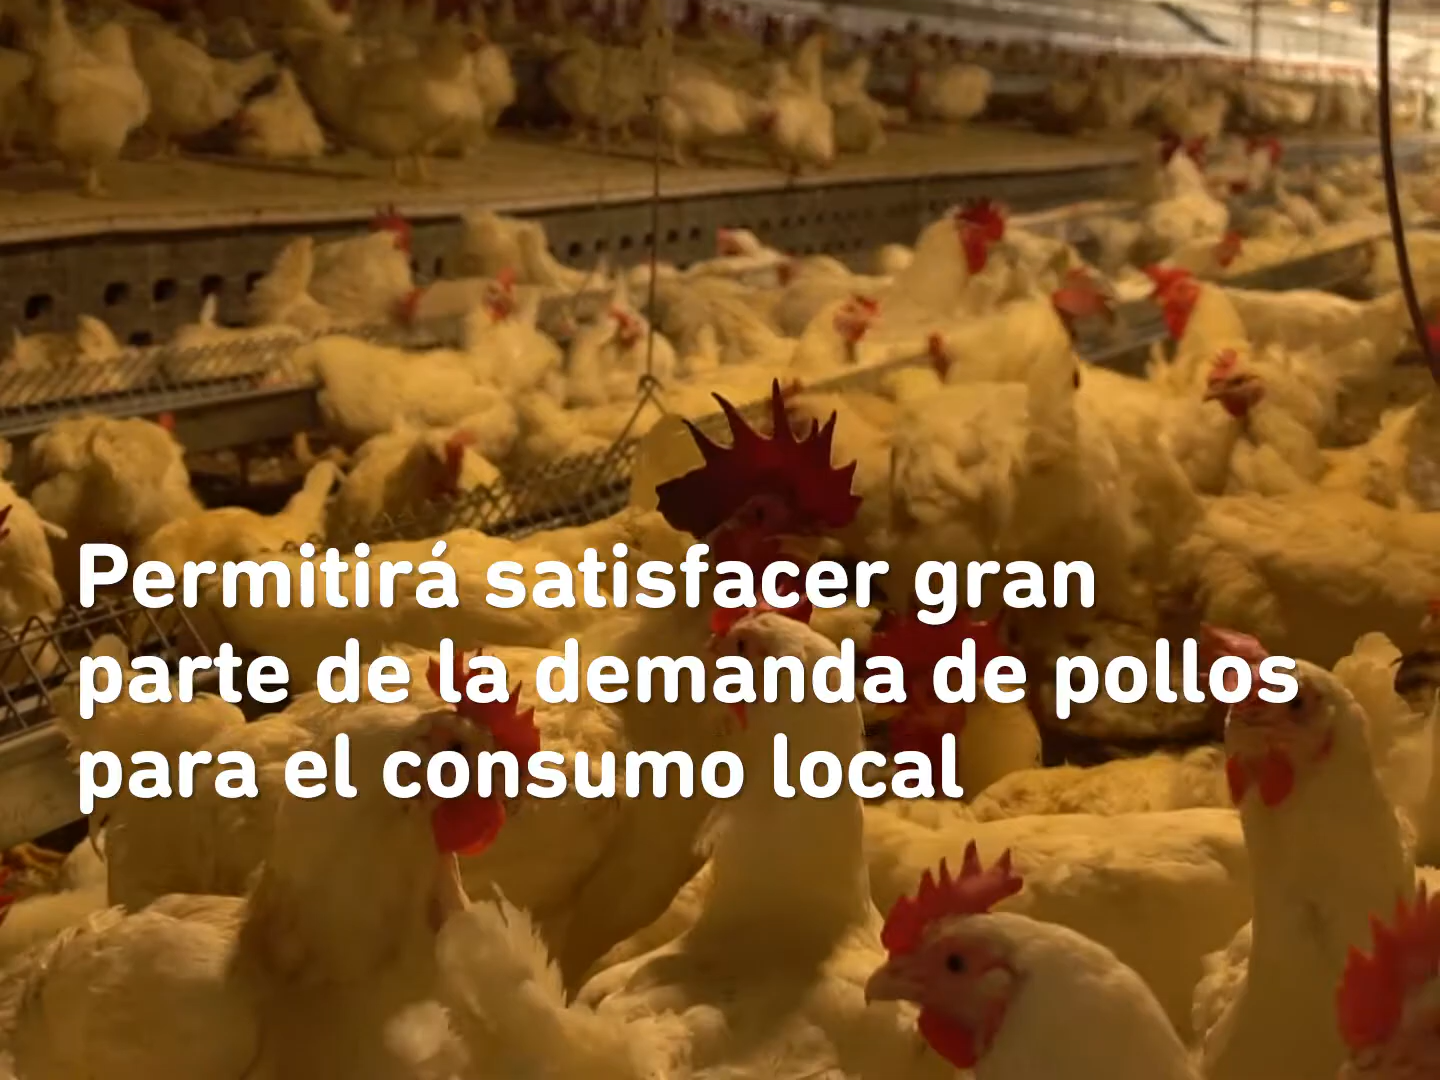 Permitirá satisfacer gran
parte de la demanda de pollos
para el consumo local